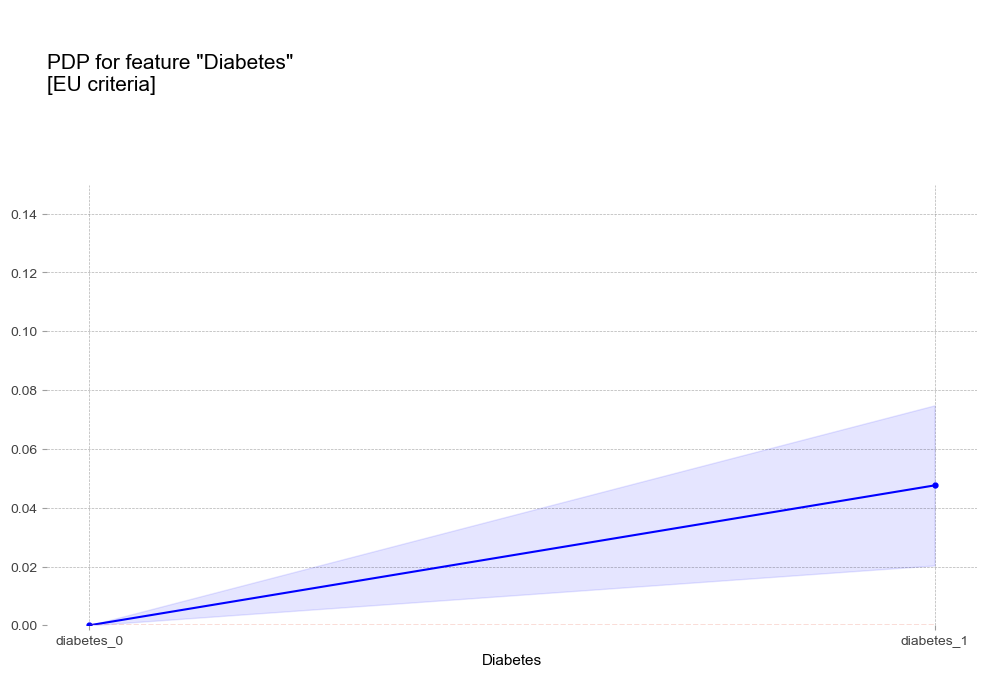 PDP for feature "Diabetes"
[EU criteria]
0.14
0.12
0.10
0.08
0.06
0.04
0.02
0.00
diabetes_0 diabetes_1
Diabetes